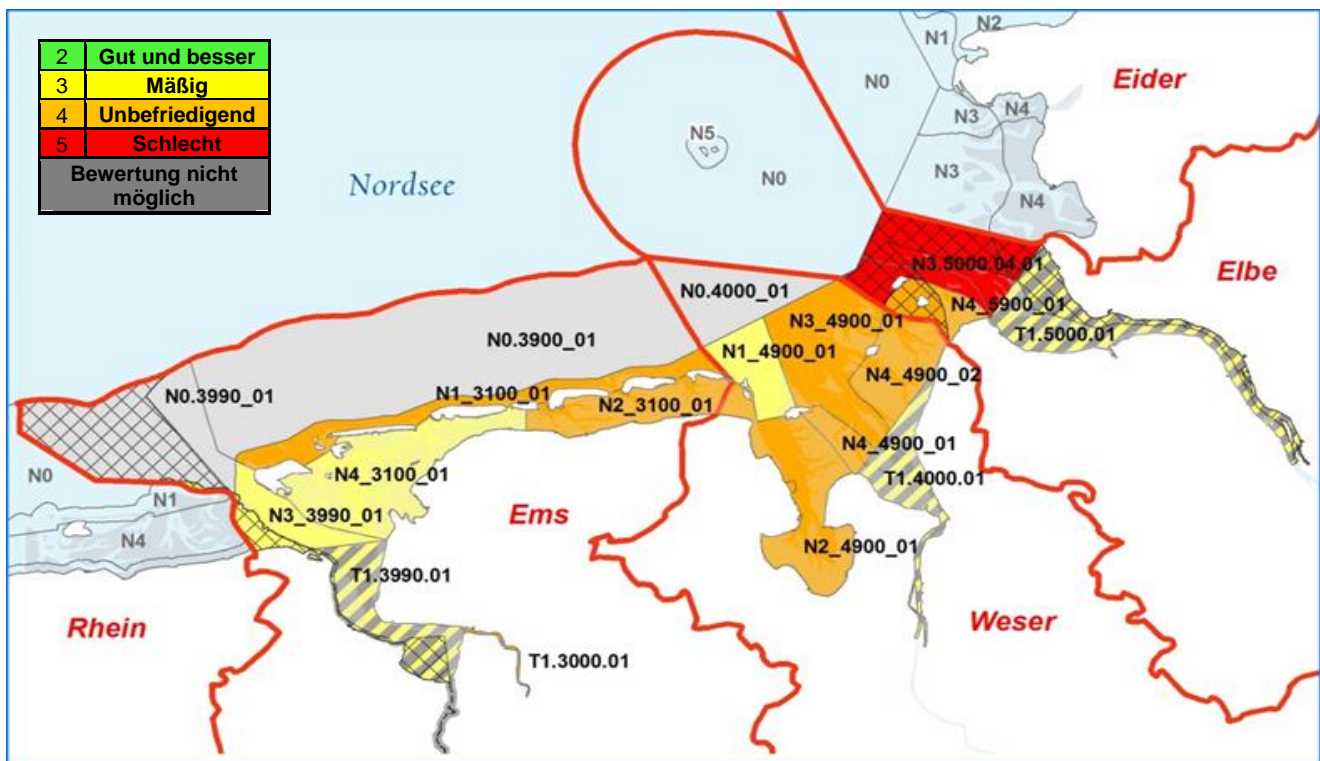 2 Gut und besser
3 Mäßig
4 Unbefriedigend
5 Schlecht
Bewertung nicht
möglich
N2
N1
Eider
N0
N4
N3
N5
Nordsee
N0
N3
N4
N3.5000.04.01
Elbe
N0.4000_01
N4_5900_01
N3_4900_01
T1.5000.01
N0.3900_01
N1_4900_01
N4_4900_02
N0.3990_01
N1_3100_01
N2_3100_01
N4_4900_01
N0
N4_3100_01
T1.4000.01
N1
N3_3990_01
Ems
N4
N2_4900_01
T1.3990.01
Rhein
Weser
T1.3000.01